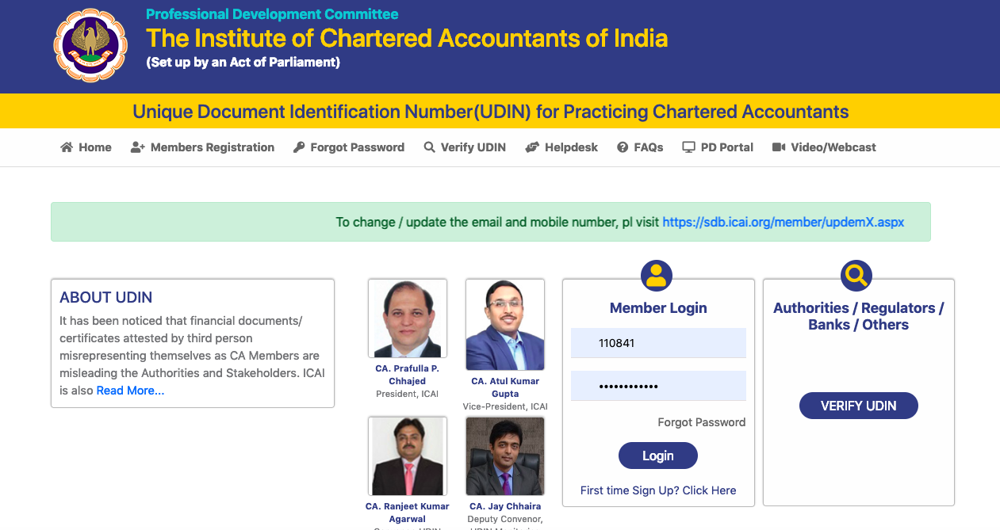 Professional Development Committee
The Institute of Chartered Accountants of India
(Set up by an Act of Parliament)
Unique Document Identification Number(UDIN) for Practicing Chartered Accountants
Home Members Registration Forgot Password Verify UDIN Helpdesk FAQs PD Portal Video/Webcast
To change / update the email and mobile number, pl visit https://sdb.icai.org/member/updemX.aspx
ABOUT UDIN
It has been noticed that financial documents/
certificates attested by third person
misrepresenting themselves as CA Members are
misleading the Authorities and Stakeholders. ICAI
is also Read More...
CA. Prafulla P.
Chhajed
President, ICAI
CA. Atul Kumar
Gupta
Vice-President, ICAI
CA. Ranjeet Kumar
Agarwal
CA. Jay Chhaira
Deputy Convenor,
Member Login
110841
••••••••••••
Forgot Password
Login
First time Sign Up? Click Here
Authorities / Regulators /
Banks / Others
VERIFY UDIN